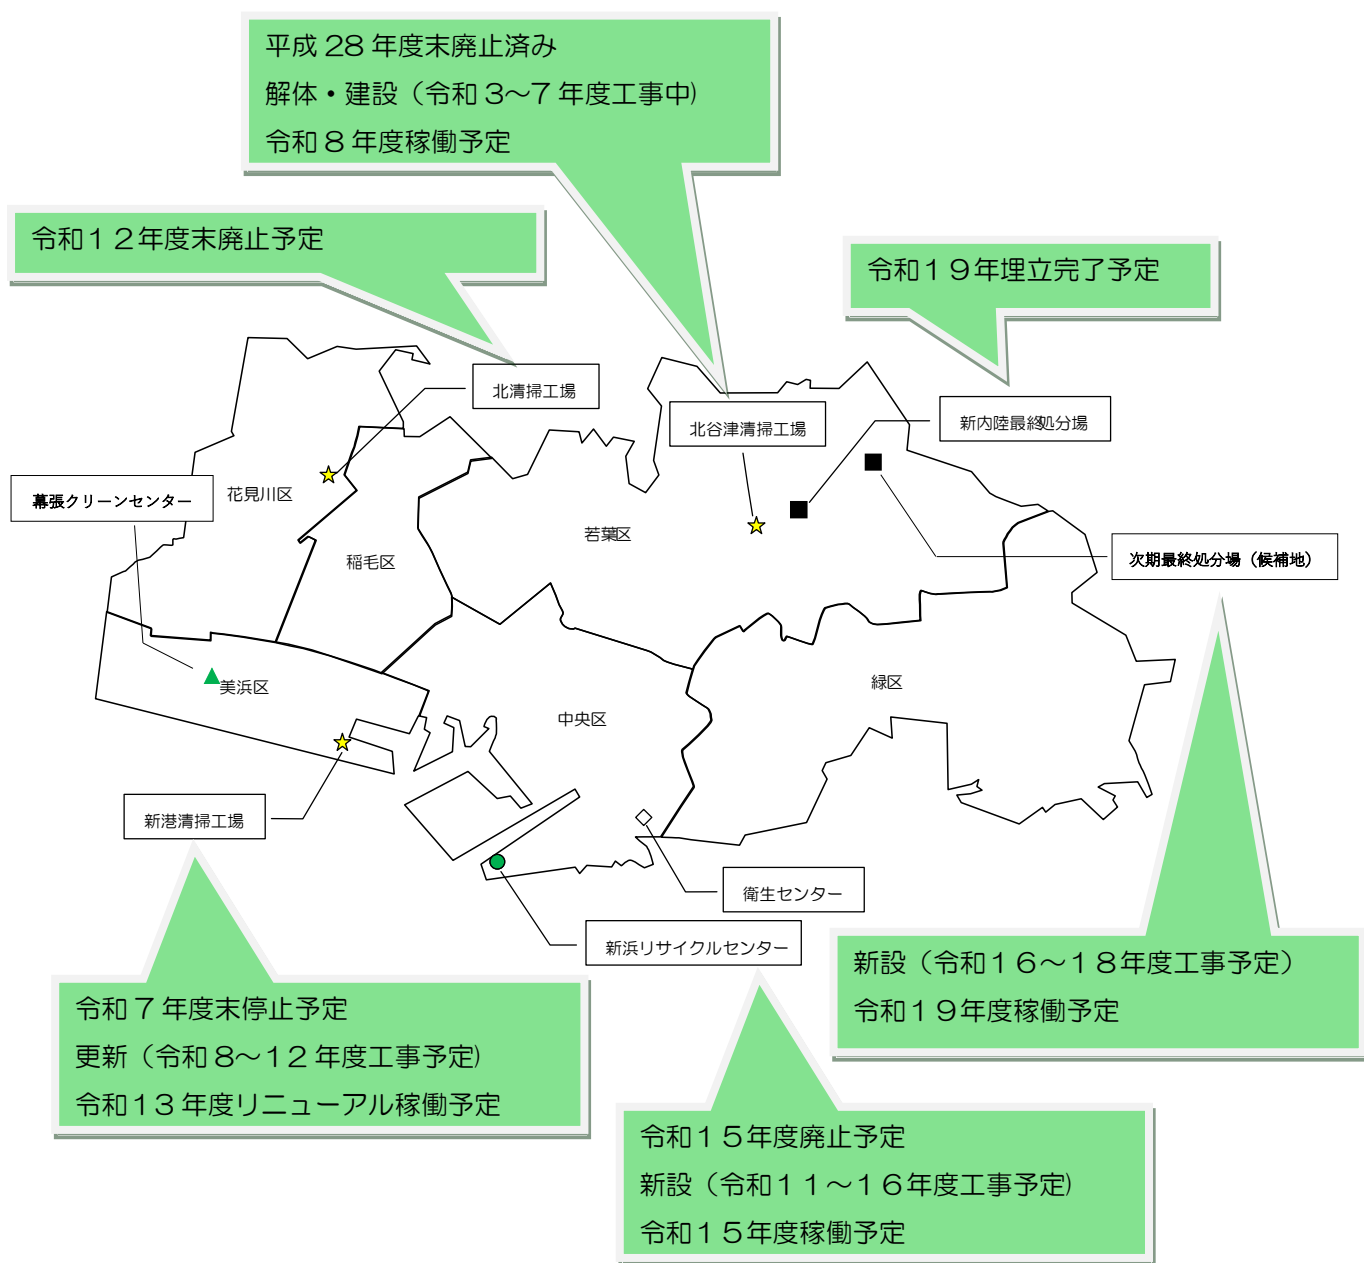 平成28年度末廃止済み
解体・建設（令和3～7年度工事中)
令和8年度稼働予定
令和１２年度末廃止予定
令和１９年埋立完了予定
北清掃工場
北谷津清掃工場
新内陸最終処分場
幕張クリーンセンター
花見川区
稲毛区
若葉区
次期最終処分場（候補地）
美浜区
中央区
緑区
新港清掃工場
衛生センター
新浜リサイクルセンター
新設（令和１６～１８年度工事予定）
令和１９年度稼働予定
令和７年度末停止予定
更新（令和８～１２年度工事予定)
令和１３年度リニューアル稼働予定
令和１５年度廃止予定
新設（令和１１～１６年度工事予定)
令和１５年度稼働予定